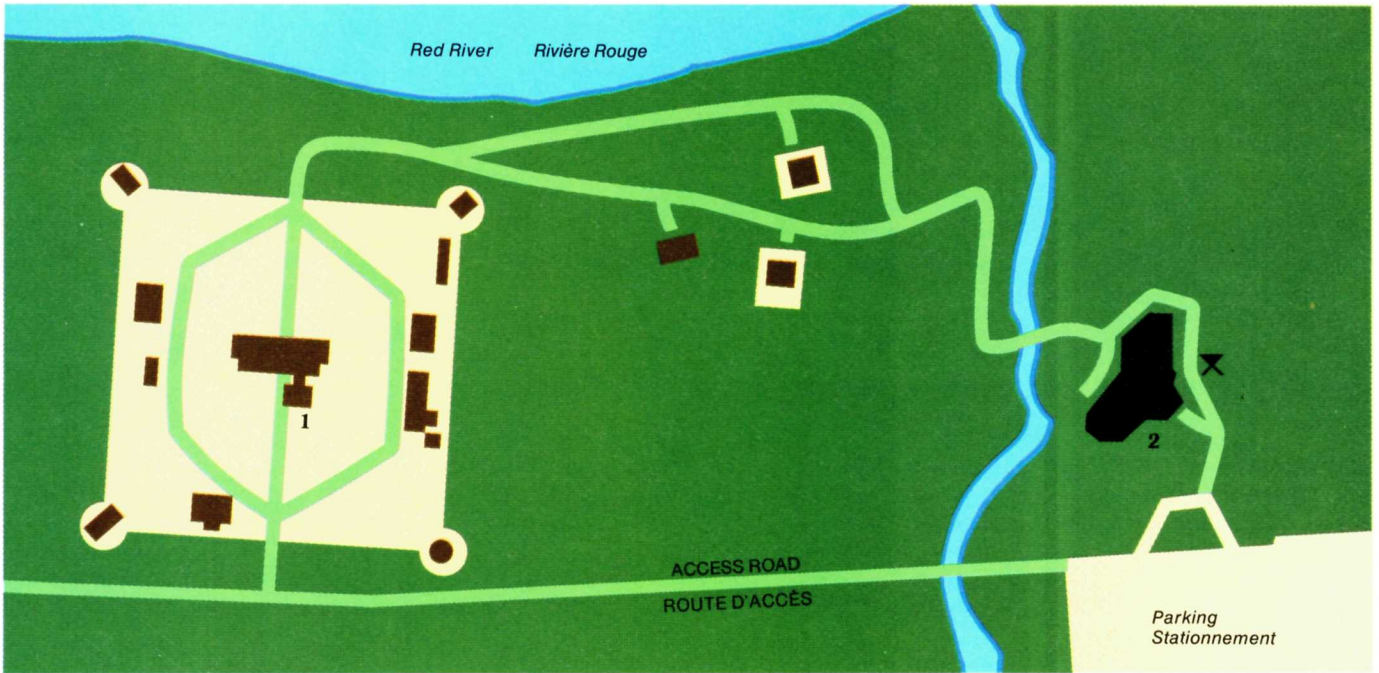 Red River Rivière Rouge
1
2
ACCESS ROAD
ROUTE D'ACCÈS
Parking
Stationnement